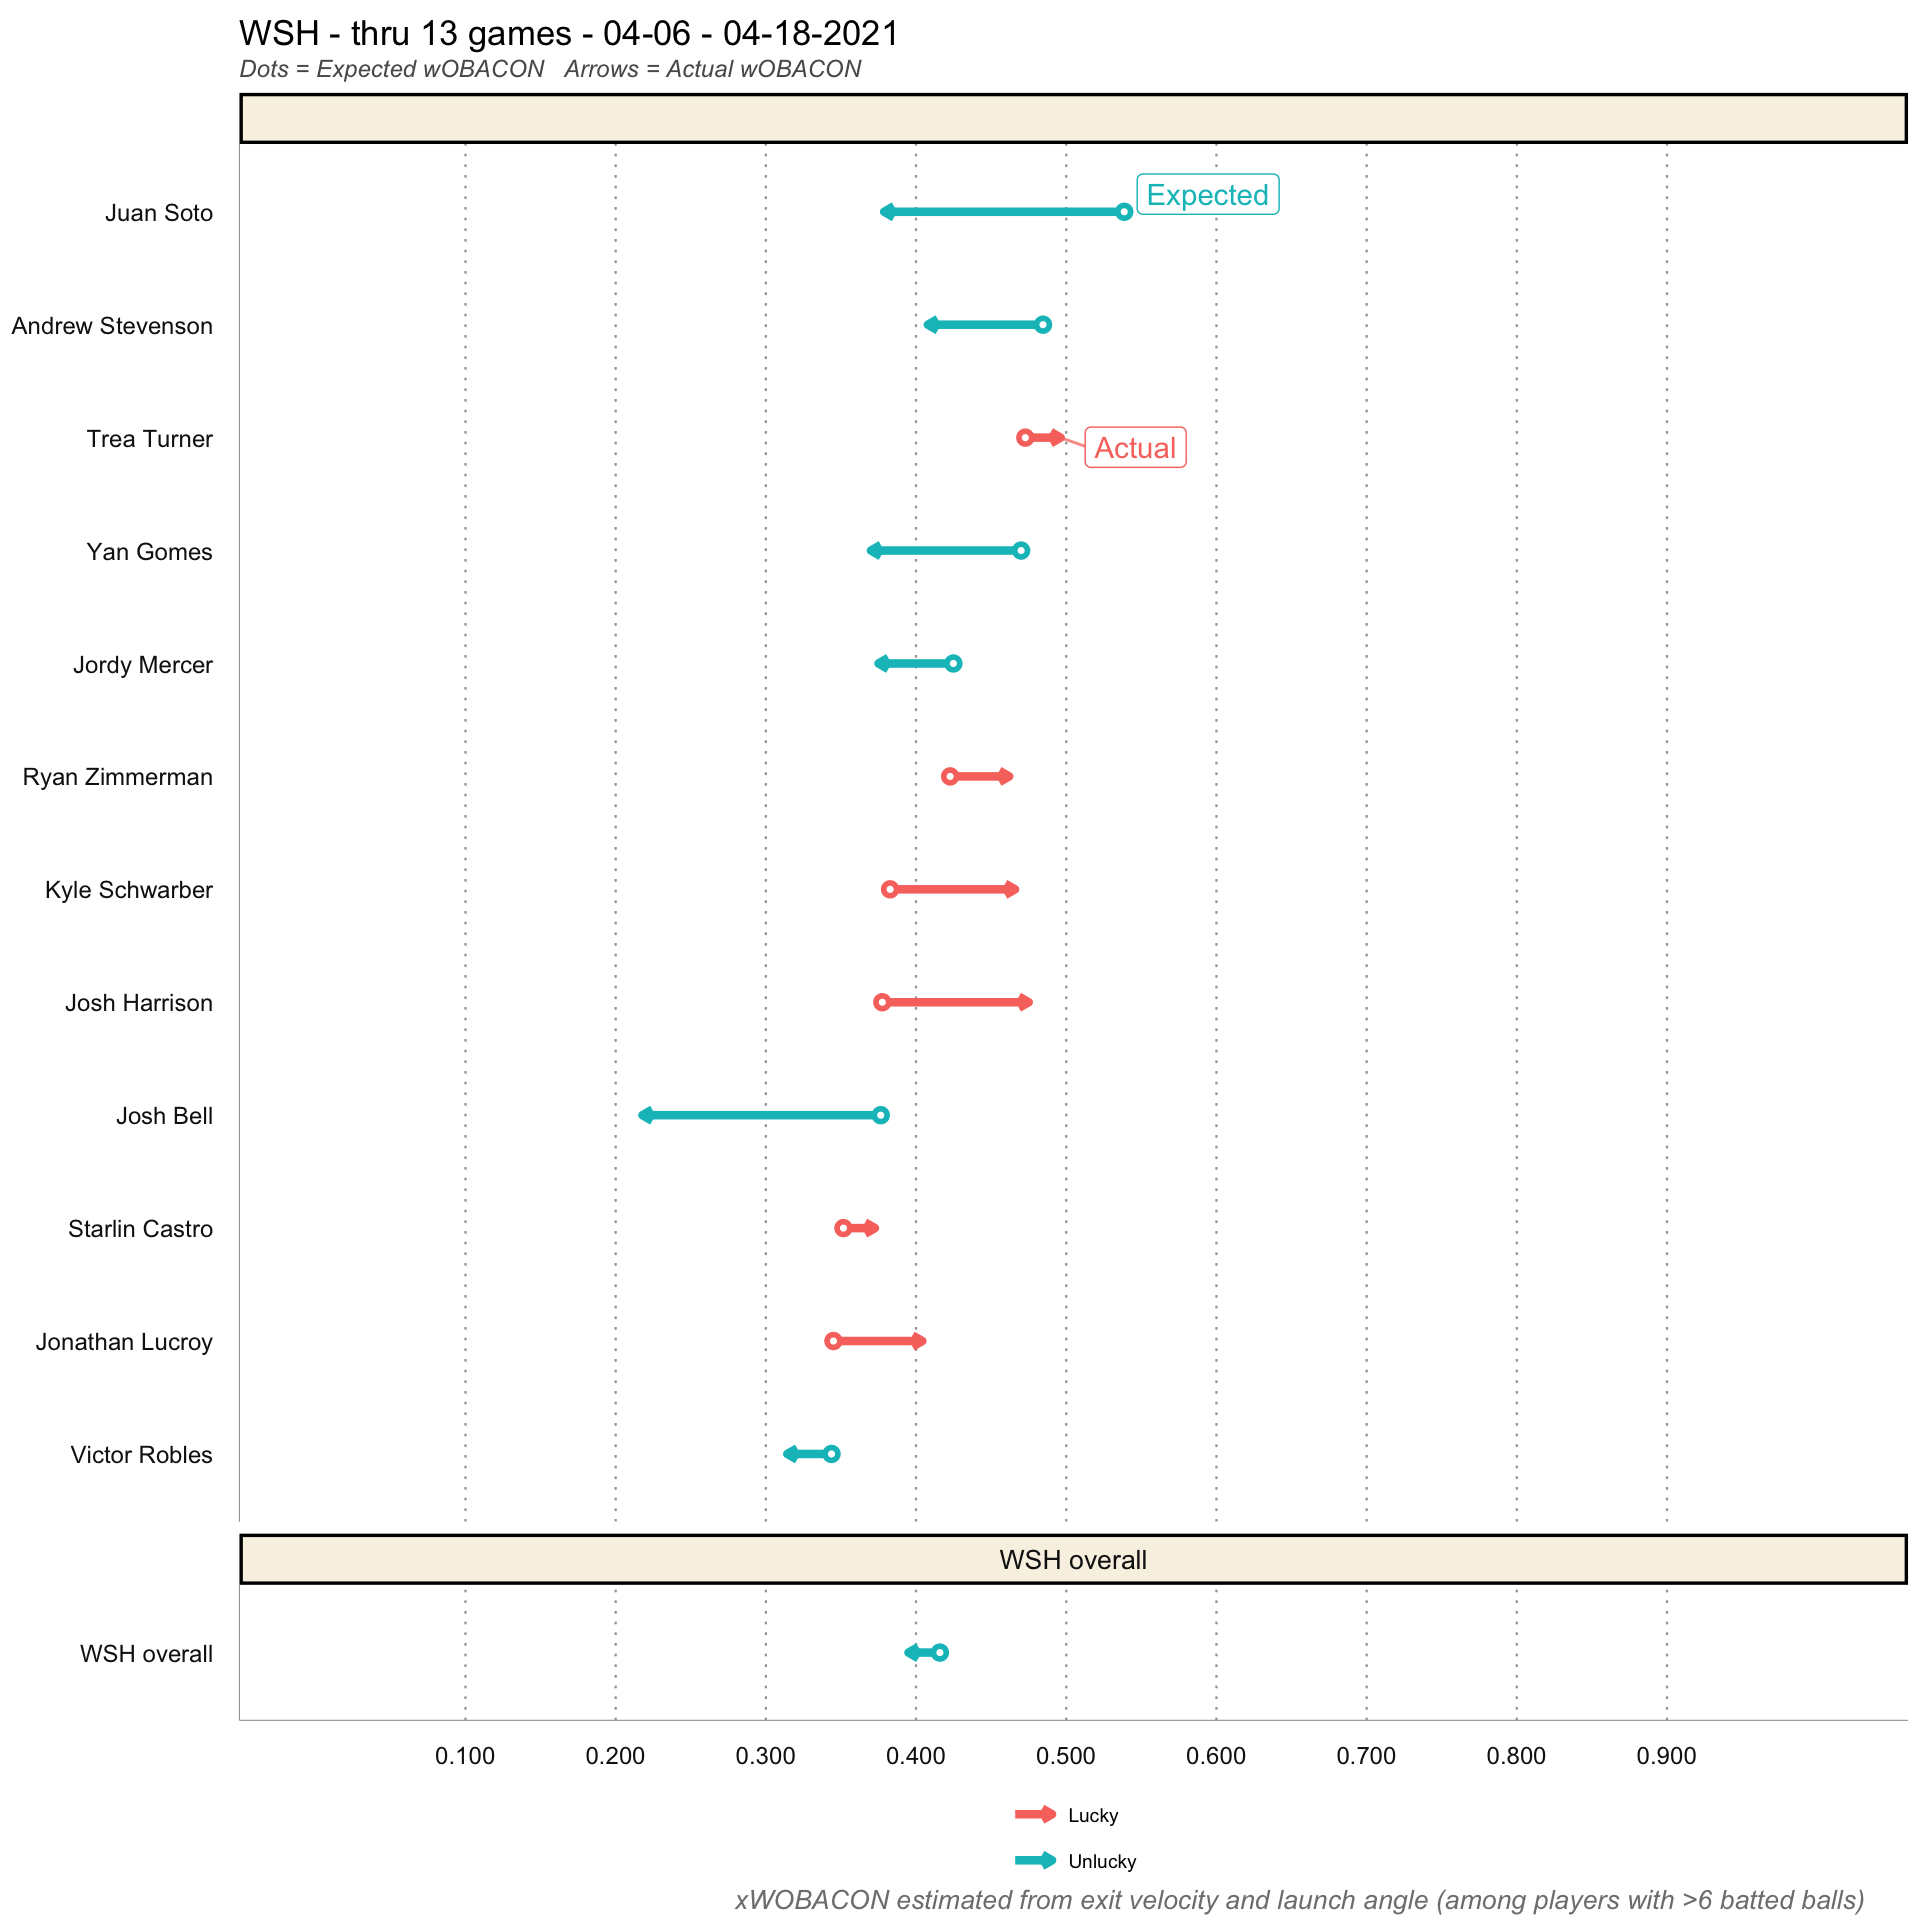 WSH - thru 13 games - 04-06 - 04-18-2021
Dots = Expected wOBACON   Arrows = Actual wOBACON
Juan Soto
Expected
Andrew Stevenson
Trea Turner
Actual
Yan Gomes
Jordy Mercer
Ryan Zimmerman
Kyle Schwarber
Josh Harrison
Josh Bell
Starlin Castro
Jonathan Lucroy
Victor Robles
WSH overall
WSH overall
0.100 0.200 0.300 0.400 0.500 0.600 0.700 0.800 0.900
Lucky
Unlucky
xWOBACON estimated from exit velocity and launch angle (among players with >6 batted balls)